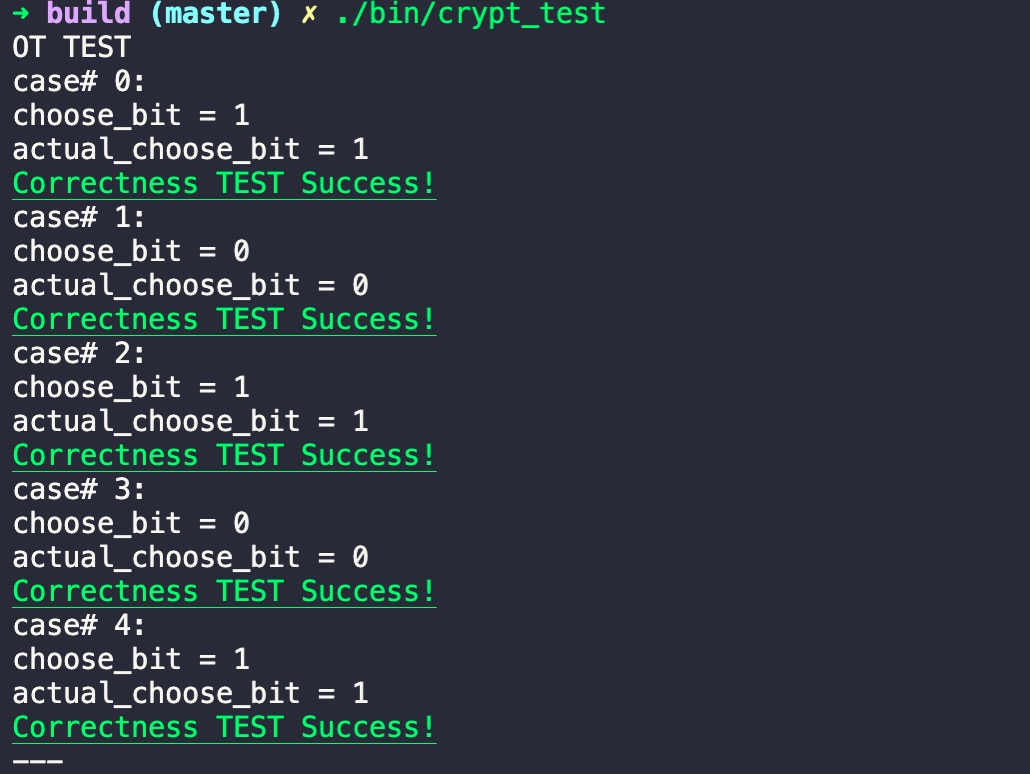 → build (master) ✗ ./bin/crypt_test
OT TEST
case# 0:
choose_bit = 1
actual_choose_bit = 1
Correctness TEST Success!
case# 1:
choose_bit = 0
actual_choose_bit = 0
Correctness TEST Success!
case# 2:
choose_bit = 1
actual_choose_bit = 1
Correctness TEST Success!
case# 3:
choose_bit = 0
actual_choose_bit = 0
Correctness TEST Success!
case# 4:
choose_bit = 1
actual_choose_bit = 1
Correctness TEST Success!
---